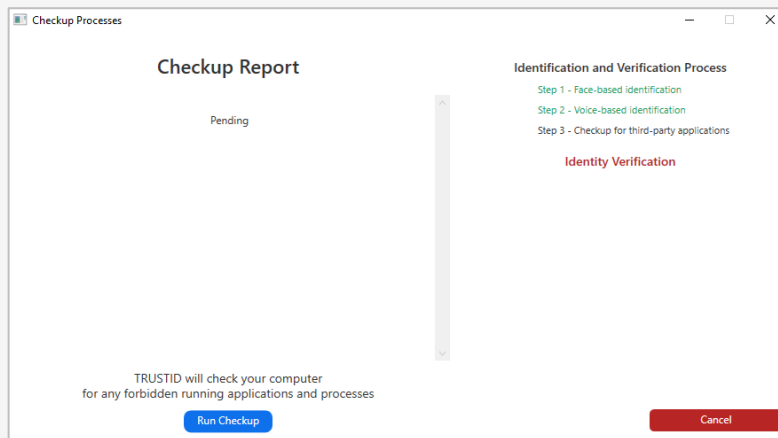 Checkup Processes
Checkup Report
Pending
TRUSTID will check your computer
for any forbidden running applications and processes
Run Checkup
Identification and Verification Process
Step 1 - Face-based identification
Step 2 - Voice-based identification
Step 3 - Checkup for third-party applications
Identity Verification
Cancel